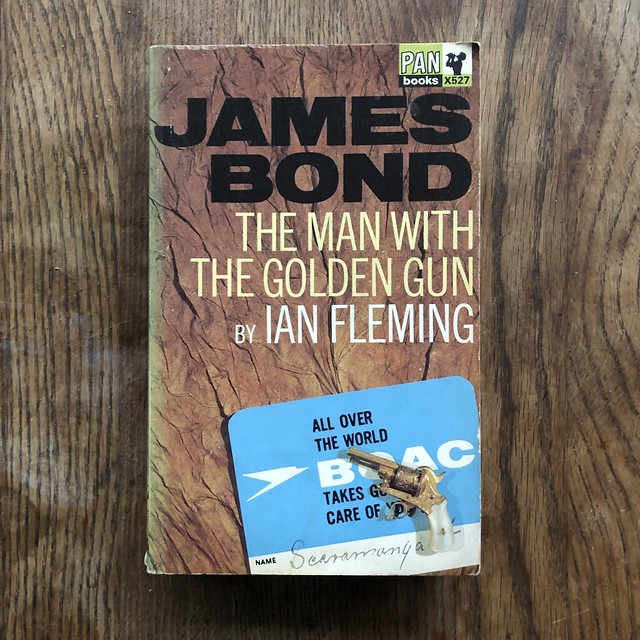 PAN
books X527
JAMES
BOND
THE MAN WITH
THE GOLDEN GUN
BY IAN FLEMING
ALL OVER
THE WORLD
BOAC
TAKES
CARE OF
NAME Scaramanga